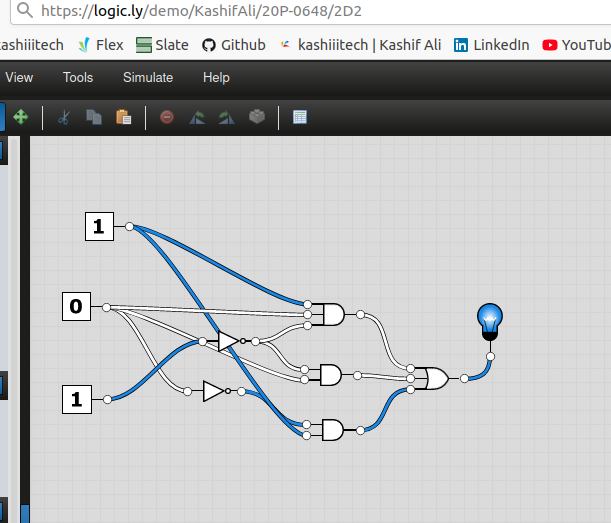 https://logic.ly/demo/KashifAli/20P-0648/2D2
ashiiitech Flex Slate Github kashiiitech | Kashif Ali LinkedIn YouTub
View Tools Simulate Help
1
0
1